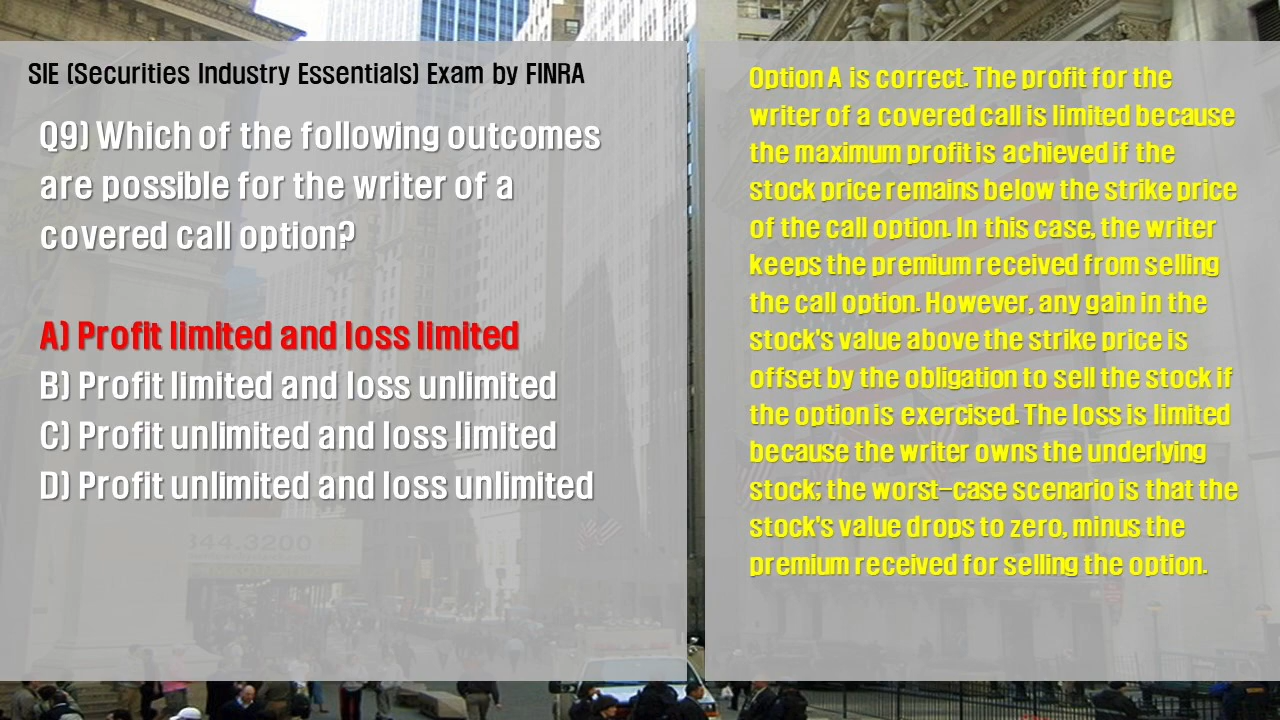 SIE (Securities Industry Essentials) Exam by FINRA
Q9) Which of the following outcomes
are possible for the writer of a
covered call option?
A) Profit limited and loss limited
B) Profit limited and loss unlimited
C) Profit unlimited and loss limited
D) Profit unlimited and loss unlimited
344.3200
Option A is correct. The profit for the
writer of a covered call is limited because
the maximum profit is achieved if the
stock price remains below the strike price
of the call option. In this case, the writer
keeps the premium received from selling
the call option. However, any gain in the
stock's value above the strike price is
offset by the obligation to sell the stock if
the option is exercised. The loss is limited
because the writer owns the underlying
stock; the worst-case scenario is that the
stock's value drops to zero, minus the
premium received for selling the option.